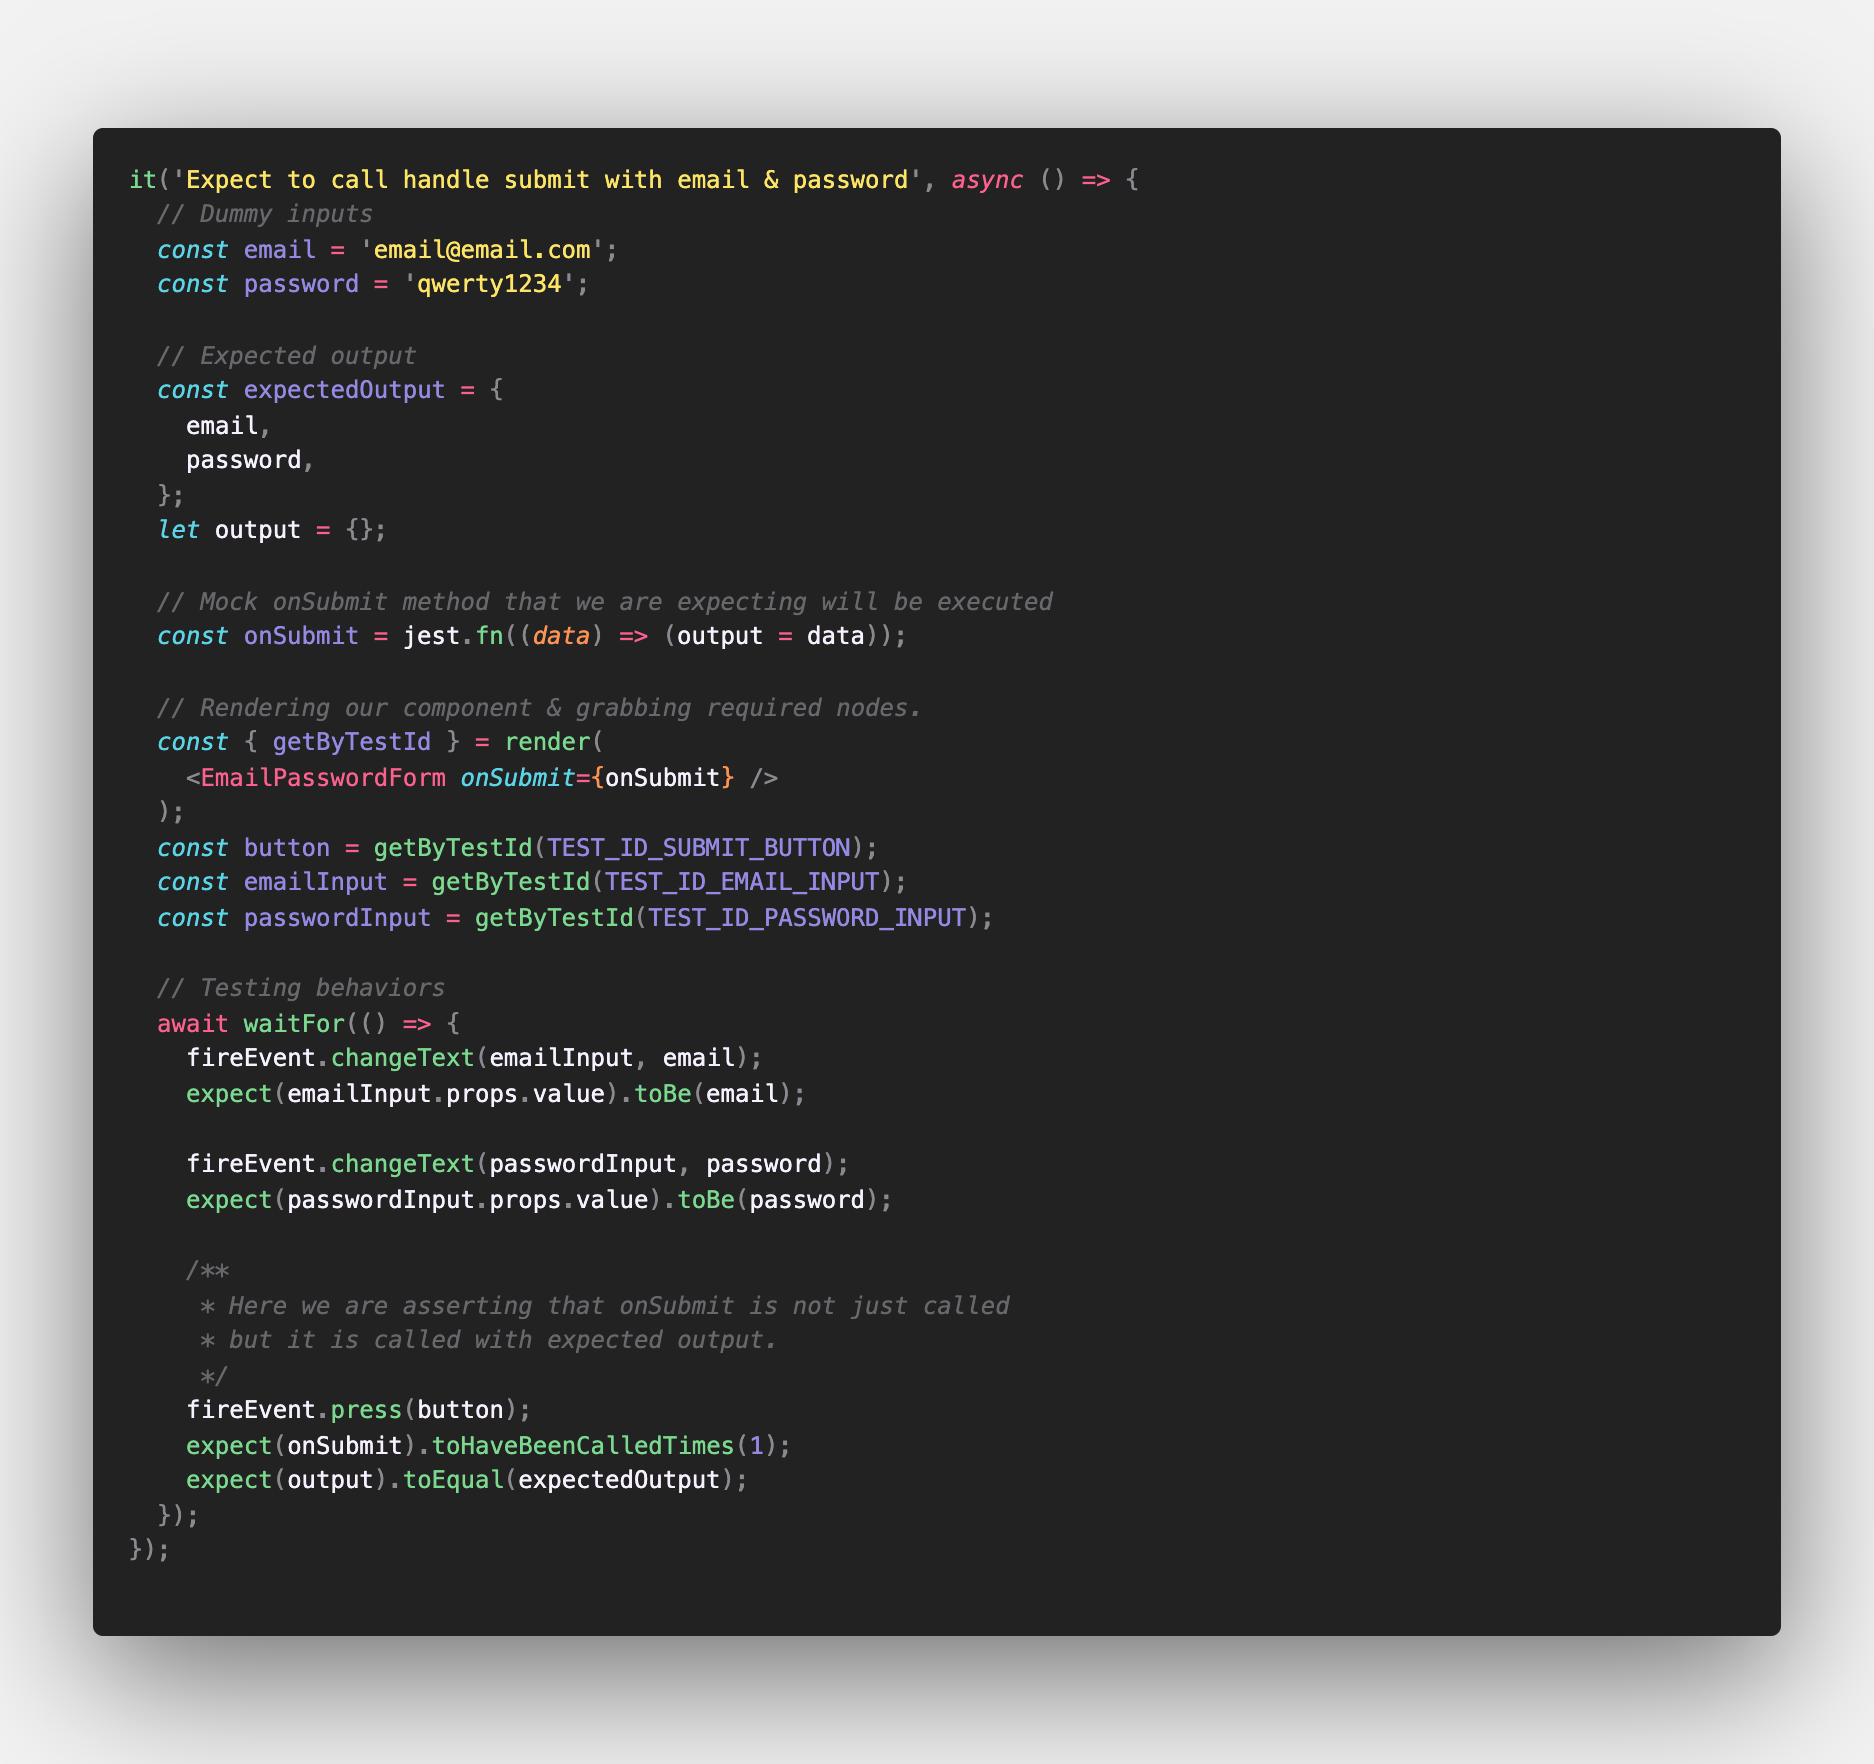 it('Expect to call handle submit with email & password', async () => {
  // Dummy inputs
  const email = 'email@email.com';
  const password = 'qwerty1234';

  // Expected output
  const expectedOutput = {
    email,
    password,
  };
  let output = {};

  // Mock onSubmit method that we are expecting will be executed
  const onSubmit = jest.fn((data) => (output = data));

  // Rendering our component & grabbing required nodes.
  const { getByTestId } = render(
    <EmailPasswordForm onSubmit={onSubmit} />
  );
  const button = getByTestId(TEST_ID_SUBMIT_BUTTON);
  const emailInput = getByTestId(TEST_ID_EMAIL_INPUT);
  const passwordInput = getByTestId(TEST_ID_PASSWORD_INPUT);

  // Testing behaviors
  await waitFor(() => {
    fireEvent.changeText(emailInput, email);
    expect(emailInput.props.value).toBe(email);

    fireEvent.changeText(passwordInput, password);
    expect(passwordInput.props.value).toBe(password);

    /**
     * Here we are asserting that onSubmit is not just called
     * but it is called with expected output.
     */
    fireEvent.press(button);
    expect(onSubmit).toHaveBeenCalledTimes(1);
    expect(output).toEqual(expectedOutput);
  });
});